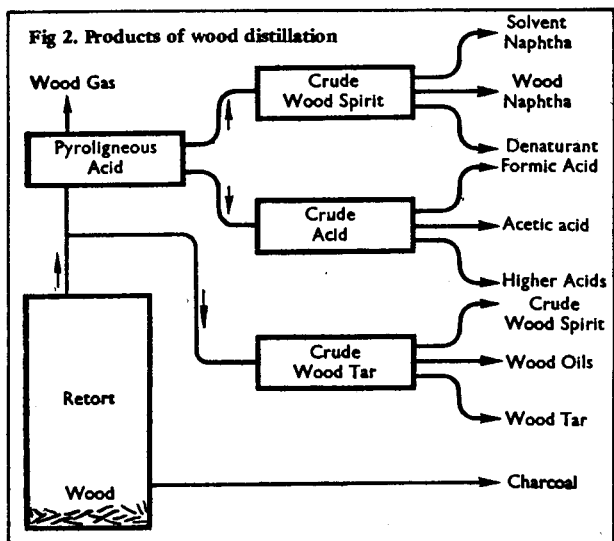 Fig 2. Products of wood distillation
Solvent
Naphtha
Wood Gas
Crude
Wood Spirit
Wood
Naphtha
Pyroligneous
Acid
Denaturant
Formic Acid
Crude
Acid
Acetic acid
Higher Acids
Crude
Wood Spirit
Crude
Wood Tar
Wood Oils
Retort
Wood Tar
Wood
Charcoal